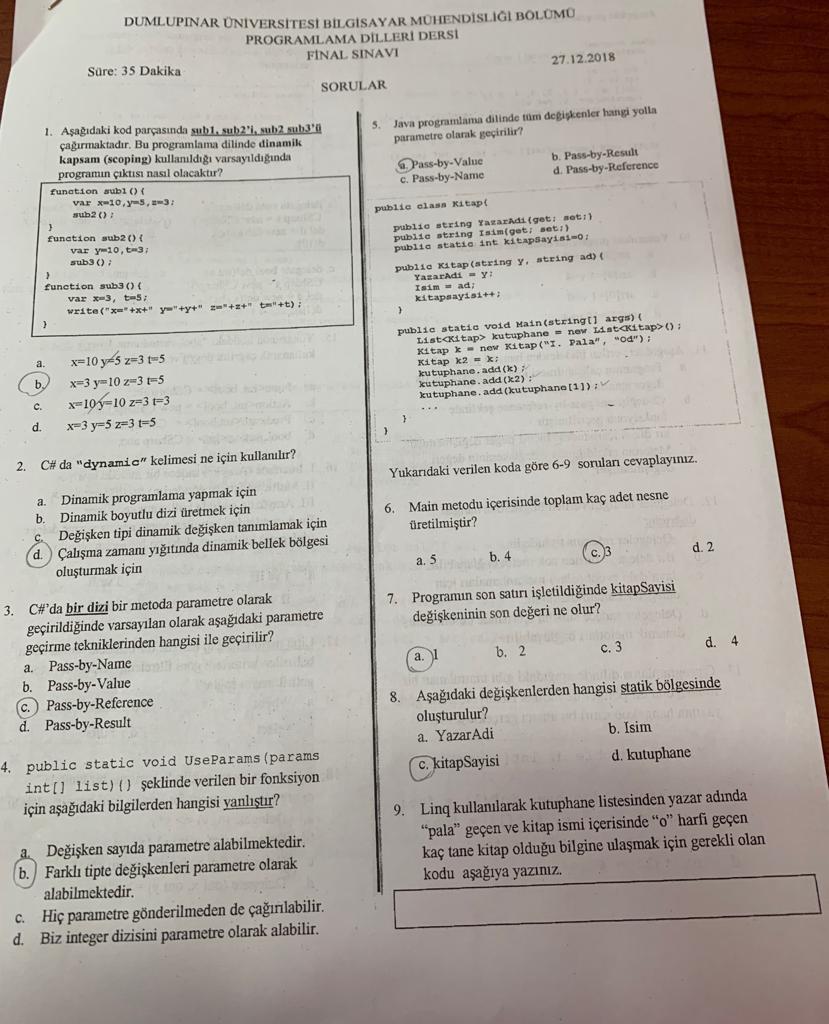 DUMLUPINAR ÜNİVERSİTESİ BİLGİSAYAR MÜHENDİSLİĞİ BÖLÜMÜ
PROGRAMLAMA DİLLERİ DERSİ
FİNAL SINAVI
27.12.2018
Süre: 35 Dakika
SORULAR
1. Aşağıdaki kod parçasında sub1, sub2'i, sub2 sub3'ü
çağırmaktadır. Bu programlama dilinde dinamik
kapsam (scoping) kullanıldığı varsayıldığında
programın çıktısı nasıl olacaktır?
function sub1() {
var x=10,y=5,z=3;
sub2();
}
function sub2() {
var y=10,t=3;
sub3();
}
function sub3() {
var x=3, t=5;
write("x="+x+" y="+y+" z="+z+" t="+t);
}
a. x=10 y=5 z=3 t=5
b. x=3 y=10 z=3 t=5
c. x=10 y=10 z=3 t=3
d. x=3 y=5 z=3 t=5
2. C# da "dynamic" kelimesi ne için kullanılır?
a. Dinamik programlama yapmak için
b. Dinamik boyutlu dizi üretmek için
c. Değişken tipi dinamik değişken tanımlamak için
d. Çalışma zamanı yığıtında dinamik bellek bölgesi
oluşturmak için
3. C#'da bir dizi bir metoda parametre olarak
geçirildiğinde varsayılan olarak aşağıdaki parametre
geçirme tekniklerinden hangisi ile geçirilir?
a. Pass-by-Name
b. Pass-by-Value
c. Pass-by-Reference
d. Pass-by-Result
4. public static void UseParams(params
int[] list){} şeklinde verilen bir fonksiyon
için aşağıdaki bilgilerden hangisi yanlıştır?
a. Değişken sayıda parametre alabilmektedir.
b. Farklı tipte değişkenleri parametre olarak
alabilmektedir.
c. Hiç parametre gönderilmeden de çağırılabilir.
d. Biz integer dizisini parametre olarak alabilir.
5. Java programlama dilinde tüm değişkenler hangi yolla
parametre olarak geçirilir?
a. Pass-by-Value b. Pass-by-Result
c. Pass-by-Name d. Pass-by-Reference
public class Kitap{
public string YazarAdi{get; set;}
public string Isim{get; set;}
public static int kitapSayisi=0;
public Kitap(string y, string ad){
YazarAdi = y;
Isim = ad;
kitapsayisi++;
}
public static void Main(string[] args){
List<Kitap> kutuphane = new List<Kitap>();
Kitap k = new Kitap("I. Pala", "Od");
Kitap k2 = k;
kutuphane.add(k);
kutuphane.add(k2);
kutuphane.add(kutuphane[1]);
...
}
}
Yukarıdaki verilen koda göre 6-9 soruları cevaplayınız.
6. Main metodu içerisinde toplam kaç adet nesne
üretilmiştir?
a. 5 b. 4 c. 3 d. 2
7. Programın son satırı işletildiğinde kitapSayisi
değişkeninin son değeri ne olur?
a. 1 b. 2 c. 3 d. 4
8. Aşağıdaki değişkenlerden hangisi statik bölgesinde
oluşturulur?
a. YazarAdi b. Isim
c. kitapSayisi d. kutuphane
9. Linq kullanılarak kutuphane listesinden yazar adında
"pala" geçen ve kitap ismi içerisinde "o" harfi geçen
kaç tane kitap olduğu bilgine ulaşmak için gerekli olan
kodu aşağıya yazınız.